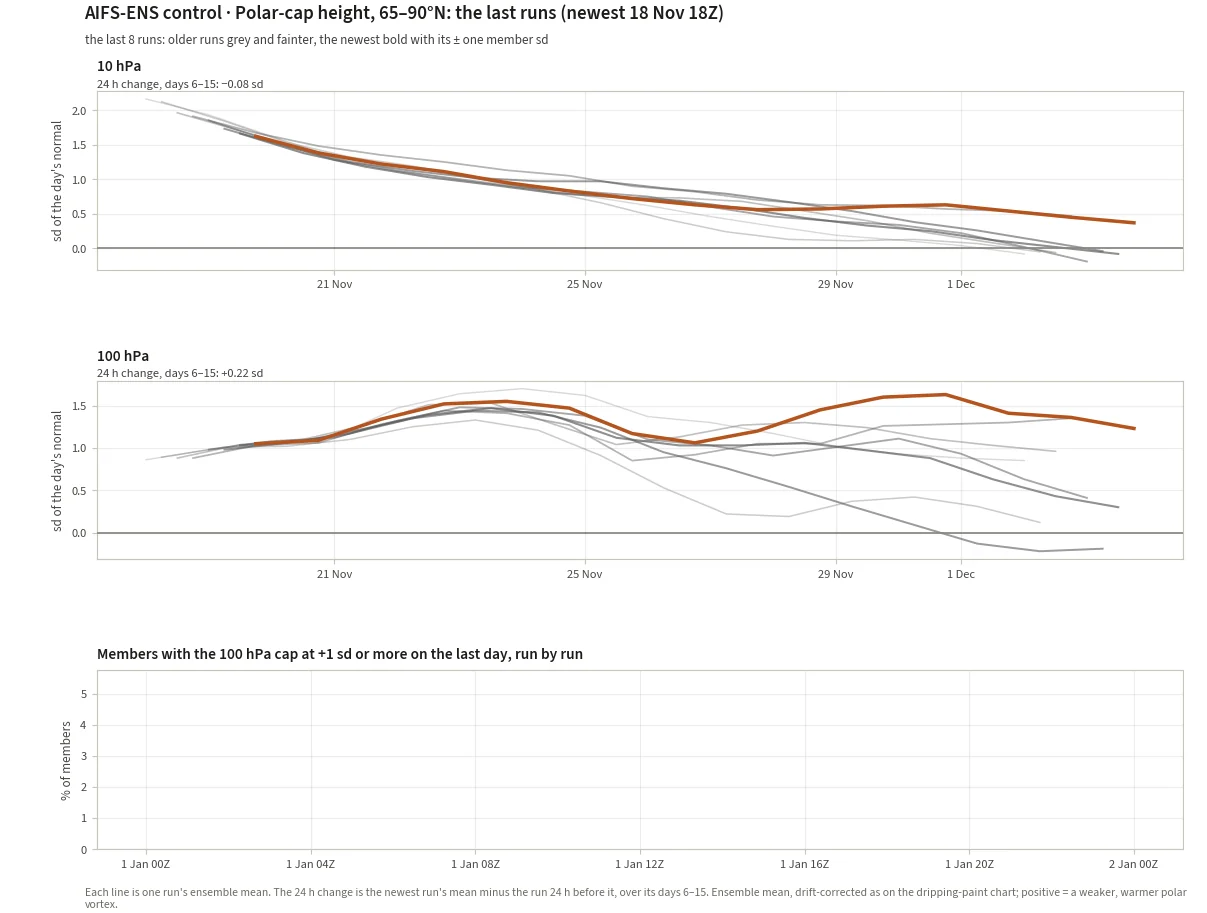 AIFS-ENS control · Polar-cap height, 65–90°N: the last runs (newest 18 Nov 18Z)
the last 8 runs: older runs grey and fainter, the newest bold with its ± one member sd
10 hPa
24 h change, days 6–15: −0.08 sd
sd of the day's normal
2.0
1.5
1.0
0.5
0.0
21 Nov
25 Nov
29 Nov
1 Dec
100 hPa
24 h change, days 6–15: +0.22 sd
sd of the day's normal
1.5
1.0
0.5
0.0
21 Nov
25 Nov
29 Nov
1 Dec
Members with the 100 hPa cap at +1 sd or more on the last day, run by run
% of members
5
4
3
2
1
0
1 Jan 00Z
1 Jan 04Z
1 Jan 08Z
1 Jan 12Z
1 Jan 16Z
1 Jan 20Z
2 Jan 00Z
Each line is one run's ensemble mean. The 24 h change is the newest run's mean minus the run 24 h before it, over its days 6–15. Ensemble mean, drift-corrected as on the dripping-paint chart; positive = a weaker, warmer polar
vortex.